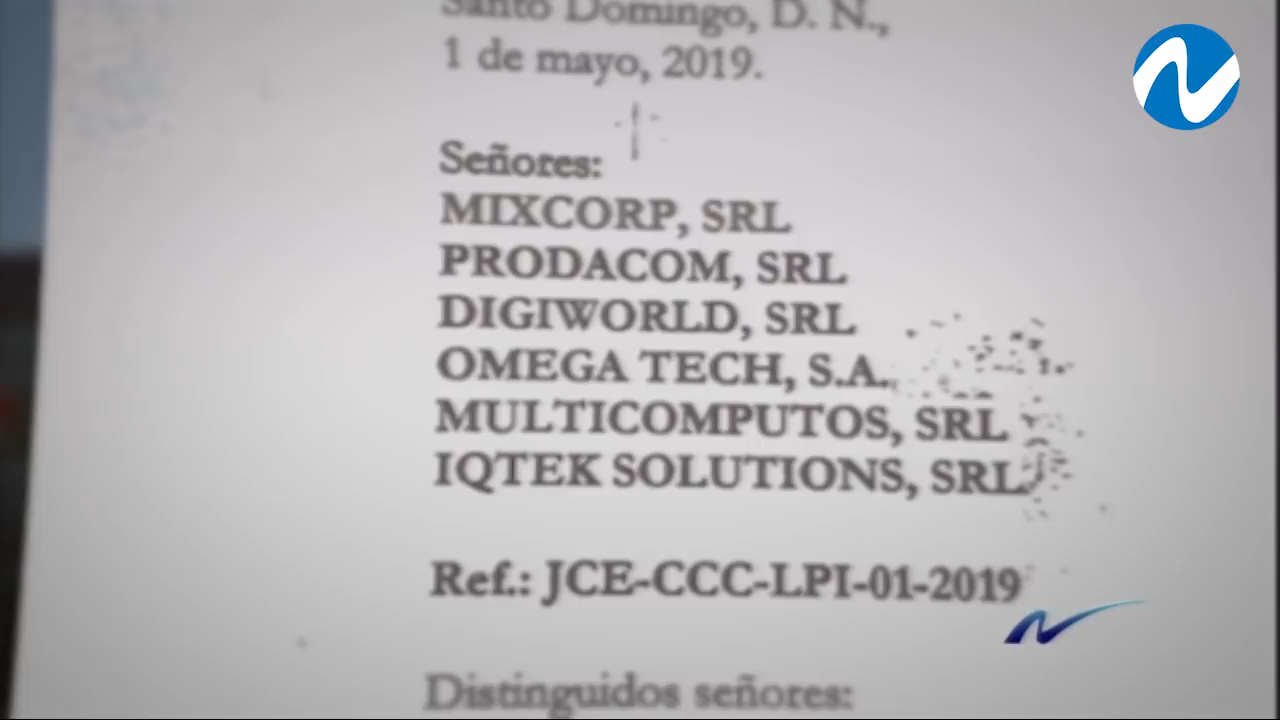 Santo Domingo, D. N.,
1 de mayo, 2019.
Señores:
MIXCORP, SRL
PRODACOM, SRL
DIGIWORLD, SRL
OMEGA TECH, S.A.
MULTICOMPUTOS, SRL
IQTEK SOLUTIONS, SRL
Ref.: JCE-CCC-LPI-01-2019
Distinguidos señores: